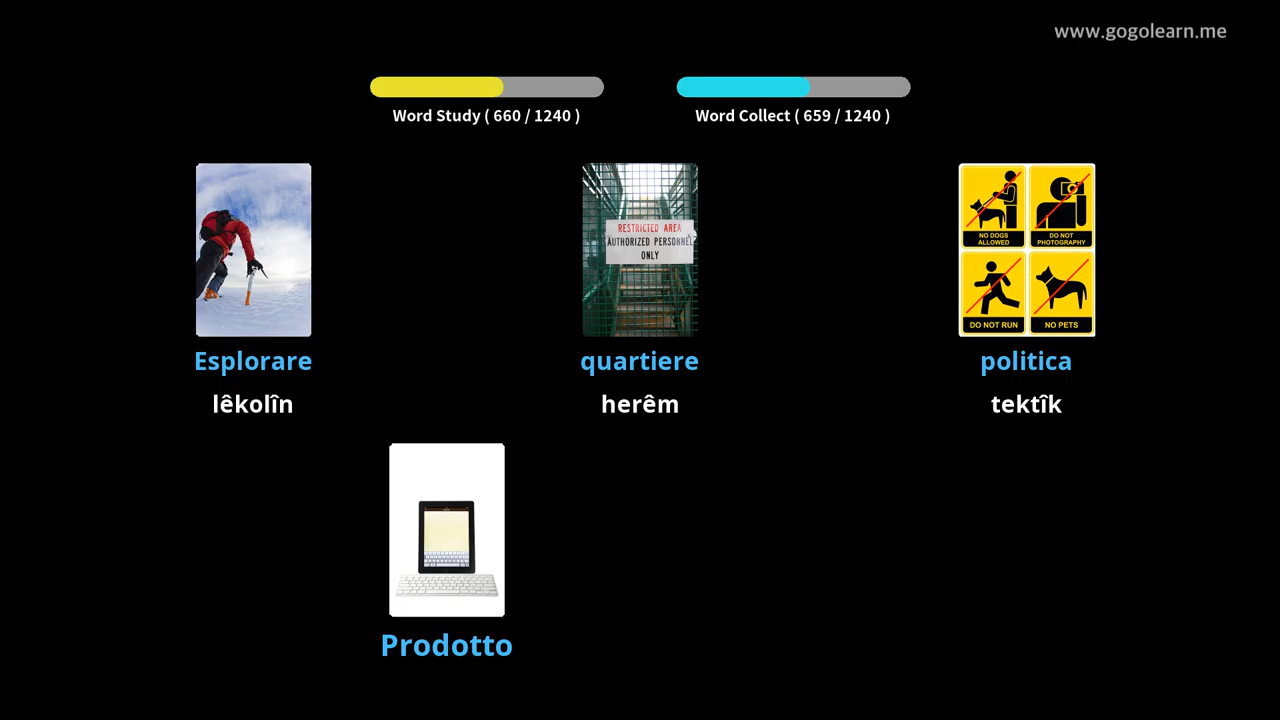 www.gogolearn.me
Word Study ( 660 / 1240 )
Word Collect ( 659 / 1240 )
RESTRICTED AREA
AUTHORIZED PERSONNEL
ONLY
NO DOGS
ALLOWED
DO NOT
PHOTOGRAPHY
DO NOT RUN
NO PETS
Esplorare
quartiere
politica
lêkolîn
herêm
tektîk
Prodotto